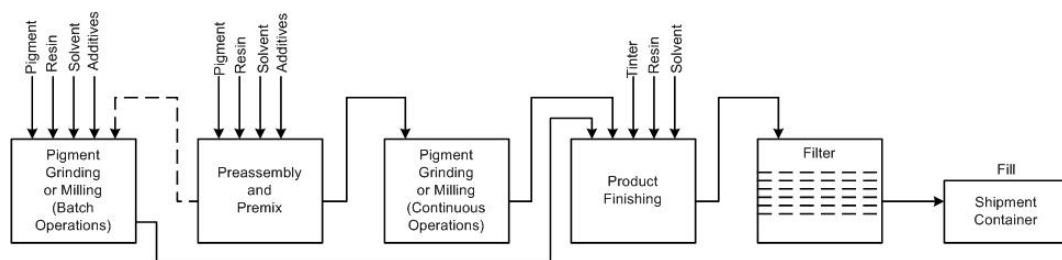 Pigment
Resin
Solvent
Additives
Pigment
Grinding
or Milling
(Batch
Operations)
Pigment
Resin
Solvent
Additives
Preassembly
and
Premix
Pigment
Grinding
or Milling
(Continuous
Operations)
Tinter
Resin
Solvent
Product
Finishing
Filter
Fill
Shipment
Container